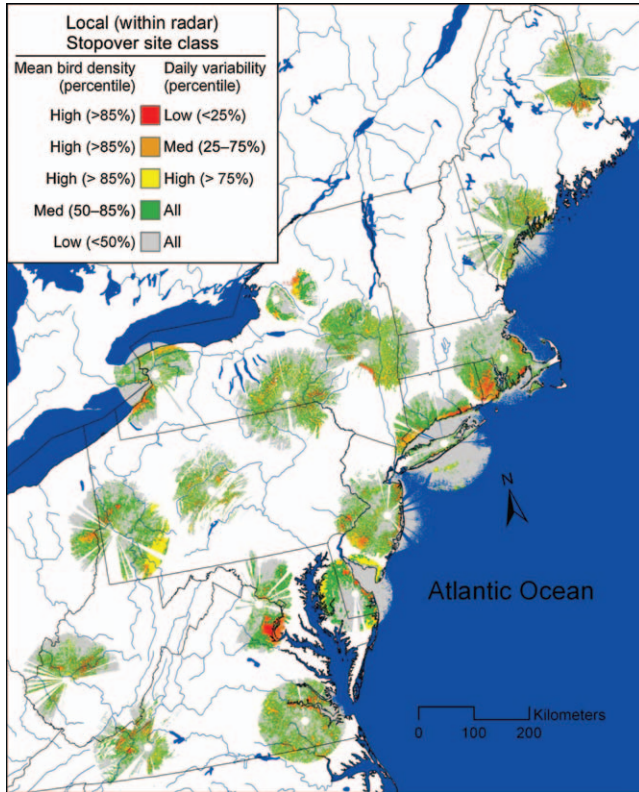 Local (within radar)
Stopover site class
Mean bird density Daily variability
(percentile) (percentile)
High (>85%) Low (<25%)
High (>85%) Med (25–75%)
High (> 85%) High (> 75%)
Med (50–85%) All
Low (<50%) All
N
Atlantic Ocean
Kilometers
0 100 200